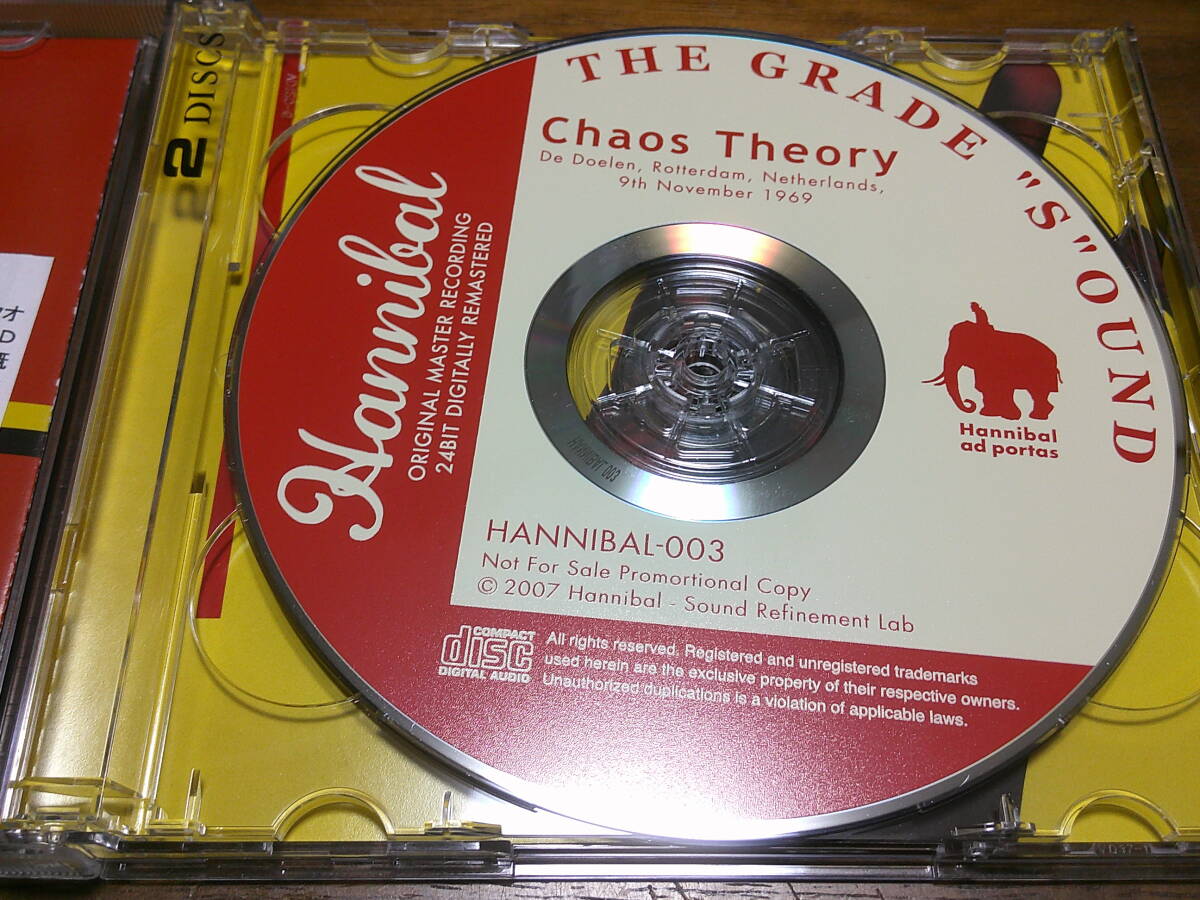 2 DISCS
THE GRADE "S"OUND
Chaos Theory
De Doelen, Rotterdam, Netherlands,
9th November 1969
Hannibal
ORIGINAL MASTER RECORDING
24BIT DIGITALLY REMASTERED
Hannibal
ad portas
HANNIBAL 003
HANNIBAL-003
Not For Sale Promortional Copy
© 2007 Hannibal - Sound Refinement Lab
COMPACT
disc
DIGITAL AUDIO
All rights reserved. Registered and unregistered trademarks
used herein are the exclusive property of their respective owners.
Unauthorized duplications is a violation of applicable laws.
オ
D